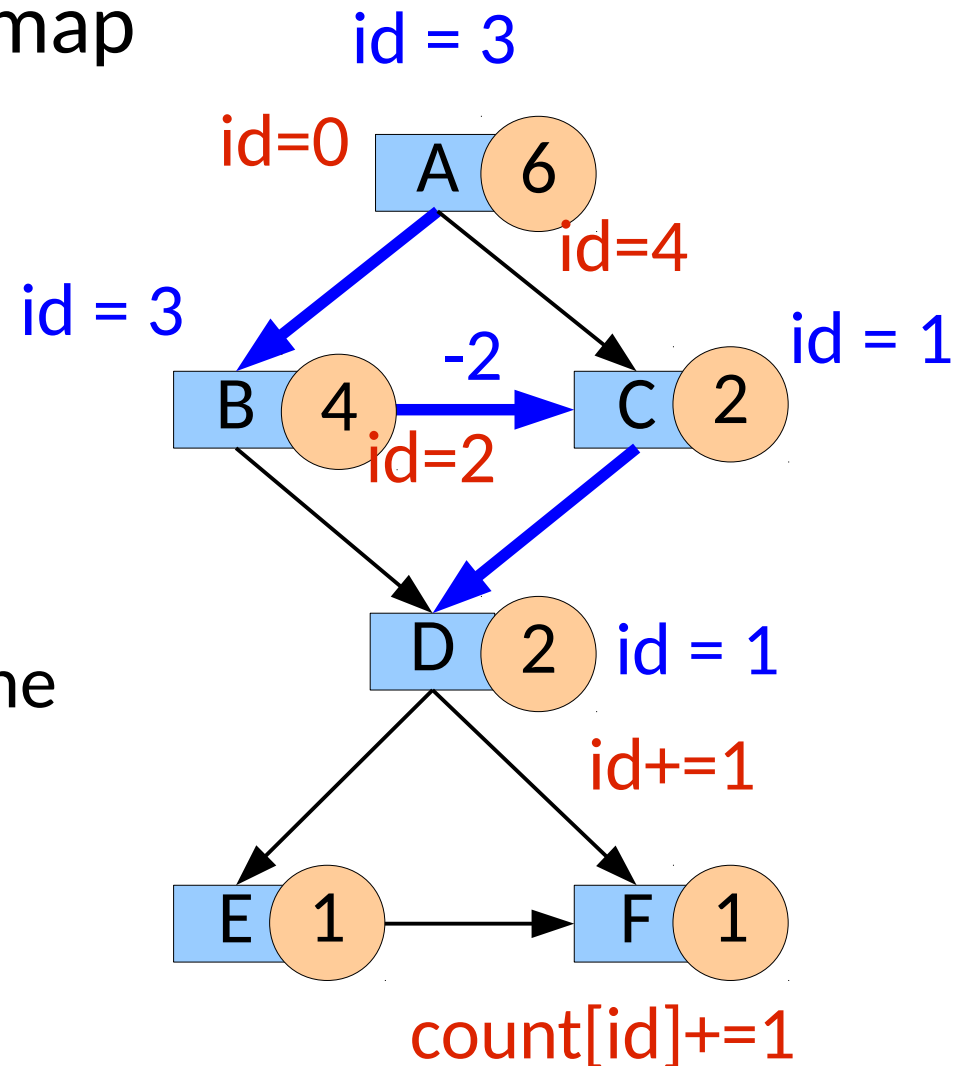 map
id = 3
id=0
A 6
id=4
id = 3
id = 1
-2
B 4
C 2
id=2
D 2
id = 1
ne
id+=1
E 1
F 1
count[id]+=1